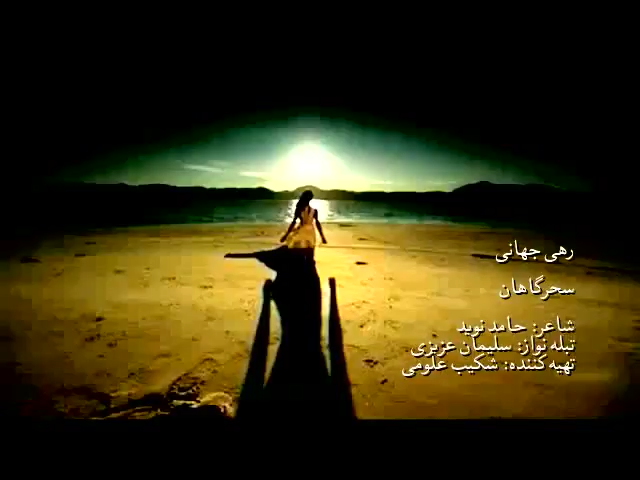 رهی جهانی
سحرگاهان
شاعر: حامد نوید
تبله نواز: سلیمان عزیزی
تهیه کننده: شکیب علومی